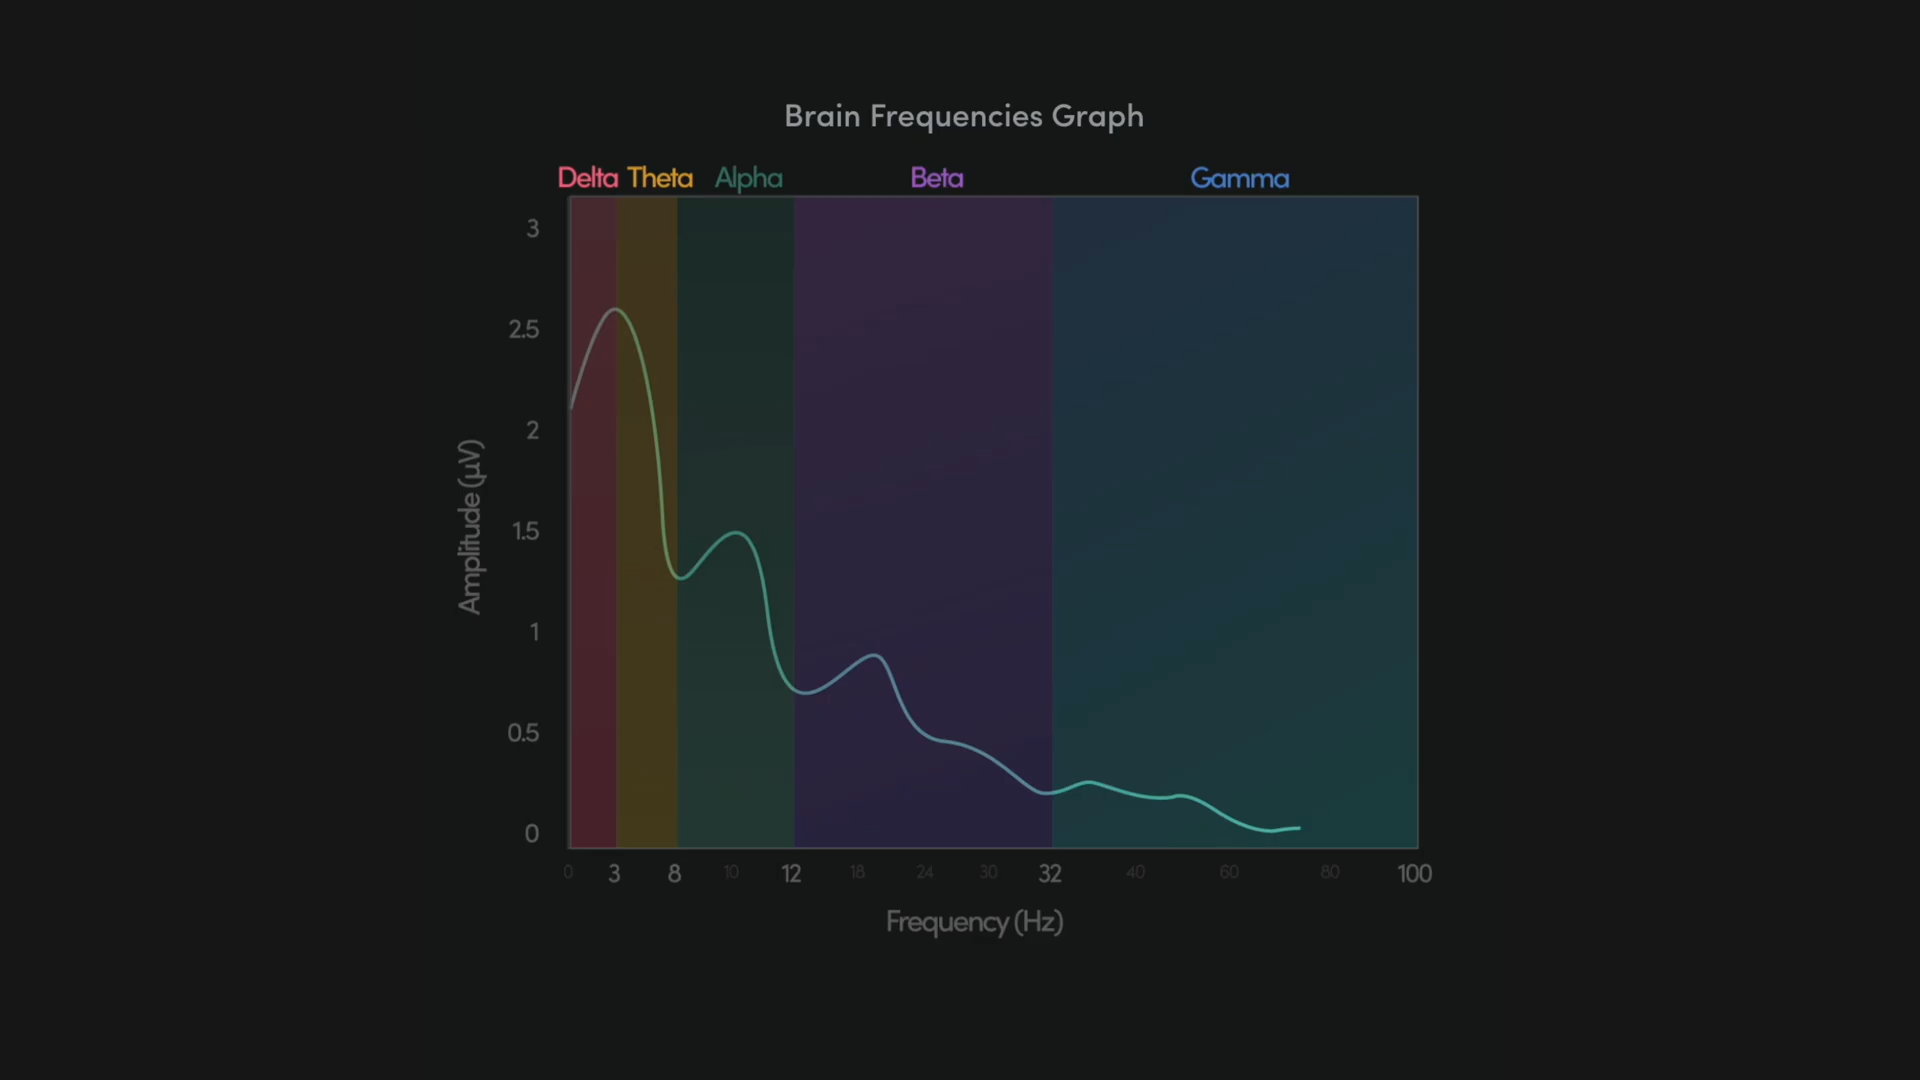 Brain Frequencies Graph
Delta Theta Alpha Beta Gamma
3
2.5
2
1.5
1
0.5
0
Amplitude (µV)
0 3 8 10 12 18 24 30 32 40 60 80 100
Frequency (Hz)